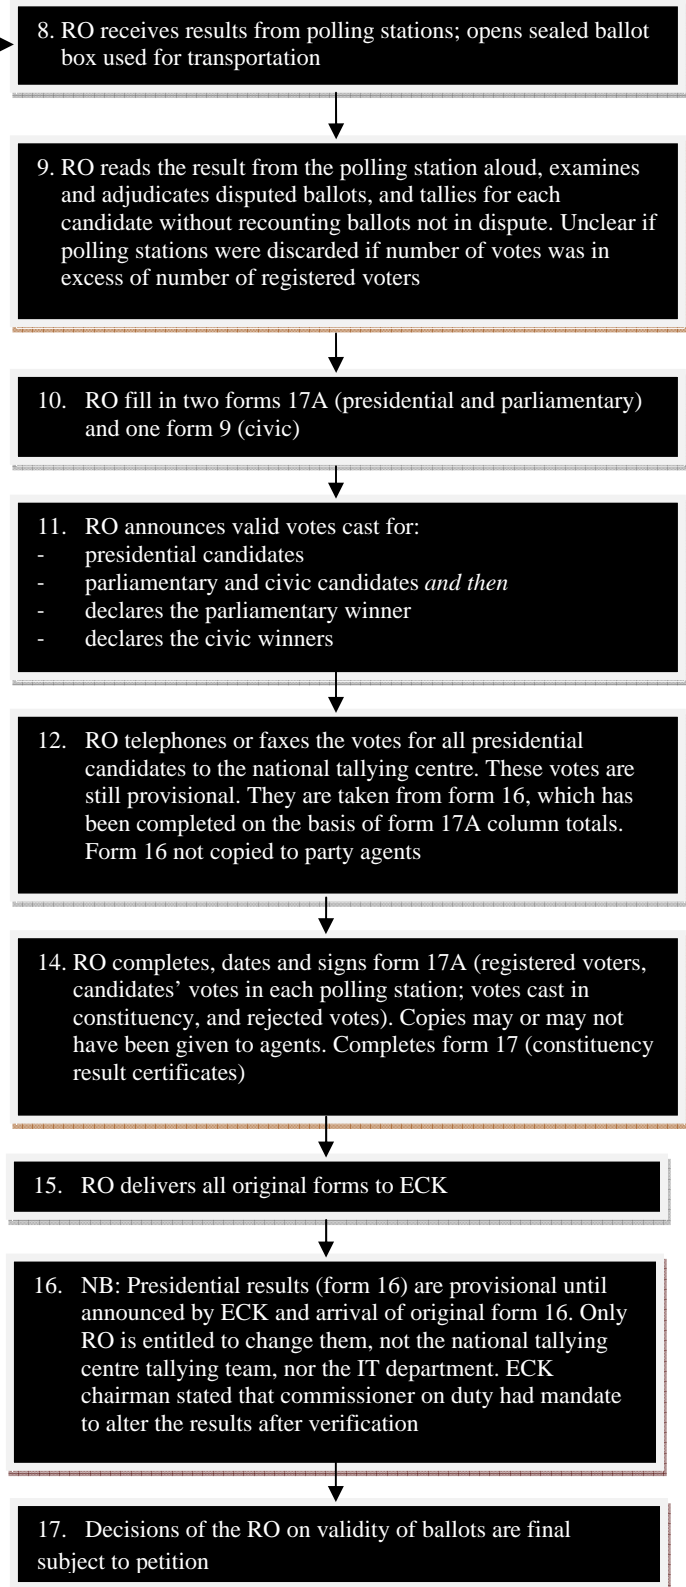 8. RO receives results from polling stations; opens sealed ballot
box used for transportation
9. RO reads the result from the polling station aloud, examines
and adjudicates disputed ballots, and tallies for each
candidate without recounting ballots not in dispute. Unclear if
polling stations were discarded if number of votes was in
excess of number of registered voters
10. RO fill in two forms 17A (presidential and parliamentary)
and one form 9 (civic)
11. RO announces valid votes cast for:
- presidential candidates
- parliamentary and civic candidates and then
- declares the parliamentary winner
- declares the civic winners
12. RO telephones or faxes the votes for all presidential
candidates to the national tallying centre. These votes are
still provisional. They are taken from form 16, which has
been completed on the basis of form 17A column totals.
Form 16 not copied to party agents
14. RO completes, dates and signs form 17A (registered voters,
candidates’ votes in each polling station; votes cast in
constituency, and rejected votes). Copies may or may not
have been given to agents. Completes form 17 (constituency
result certificates)
15. RO delivers all original forms to ECK
16. NB: Presidential results (form 16) are provisional until
announced by ECK and arrival of original form 16. Only
RO is entitled to change them, not the national tallying
centre tallying team, nor the IT department. ECK
chairman stated that commissioner on duty had mandate
to alter the results after verification
17. Decisions of the RO on validity of ballots are final
subject to petition